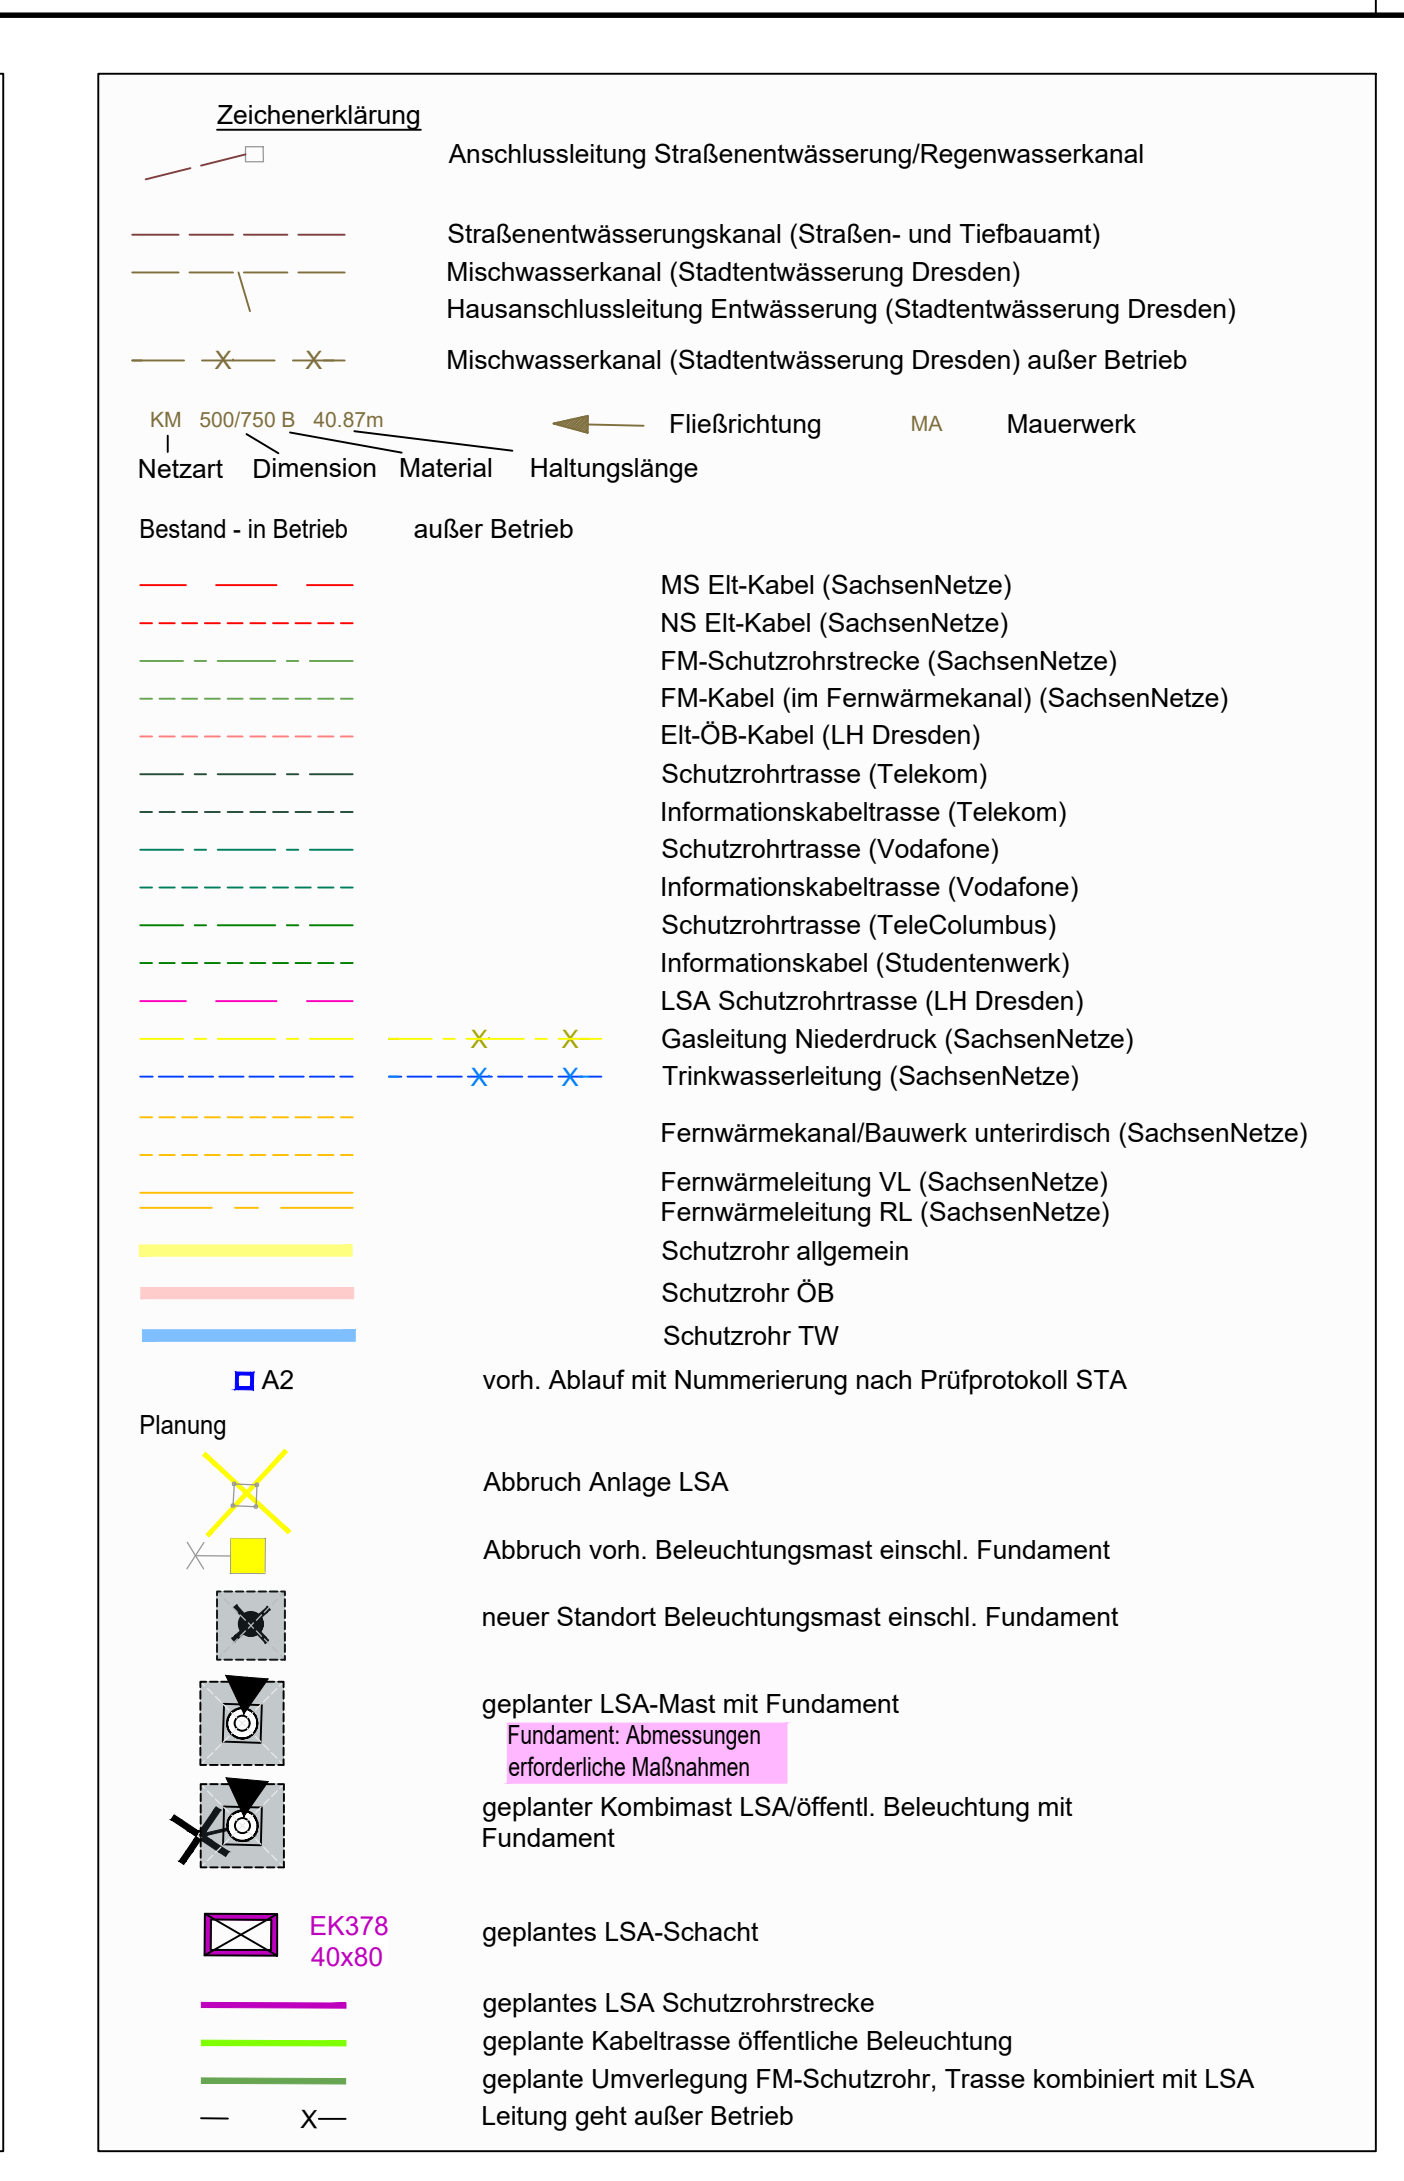 Zeichenerklärung
Anschlussleitung Straßenentwässerung/Regenwasserkanal
Straßenentwässerungskanal (Straßen- und Tiefbauamt)
Mischwasserkanal (Stadtentwässerung Dresden)
Hausanschlussleitung Entwässerung (Stadtentwässerung Dresden)
X X Mischwasserkanal (Stadtentwässerung Dresden) außer Betrieb
KM 500/750 B 40.87m Fließrichtung MA Mauerwerk
Netzart Dimension Material Haltungslänge
Bestand - in Betrieb außer Betrieb
MS Elt-Kabel (SachsenNetze)
NS Elt-Kabel (SachsenNetze)
FM-Schutzrohrstrecke (SachsenNetze)
FM-Kabel (im Fernwärmekanal) (SachsenNetze)
Elt-ÖB-Kabel (LH Dresden)
Schutzrohrtrasse (Telekom)
Informationskabeltrasse (Telekom)
Schutzrohrtrasse (Vodafone)
Informationskabeltrasse (Vodafone)
Schutzrohrtrasse (TeleColumbus)
Informationskabel (Studentenwerk)
LSA Schutzrohrtrasse (LH Dresden)
X X Gasleitung Niederdruck (SachsenNetze)
X X Trinkwasserleitung (SachsenNetze)
Fernwärmekanal/Bauwerk unterirdisch (SachsenNetze)
Fernwärmeleitung VL (SachsenNetze)
Fernwärmeleitung RL (SachsenNetze)
Schutzrohr allgemein
Schutzrohr ÖB
Schutzrohr TW
A2 vorh. Ablauf mit Nummerierung nach Prüfprotokoll STA
Planung
Abbruch Anlage LSA
Abbruch vorh. Beleuchtungsmast einschl. Fundament
neuer Standort Beleuchtungsmast einschl. Fundament
geplanter LSA-Mast mit Fundament
Fundament: Abmessungen
erforderliche Maßnahmen
geplanter Kombimast LSA/öffentl. Beleuchtung mit
Fundament
EK378
40x80
geplantes LSA-Schacht
geplantes LSA Schutzrohrstrecke
geplante Kabeltrasse öffentliche Beleuchtung
geplante Umverlegung FM-Schutzrohr, Trasse kombiniert mit LSA
X Leitung geht außer Betrieb